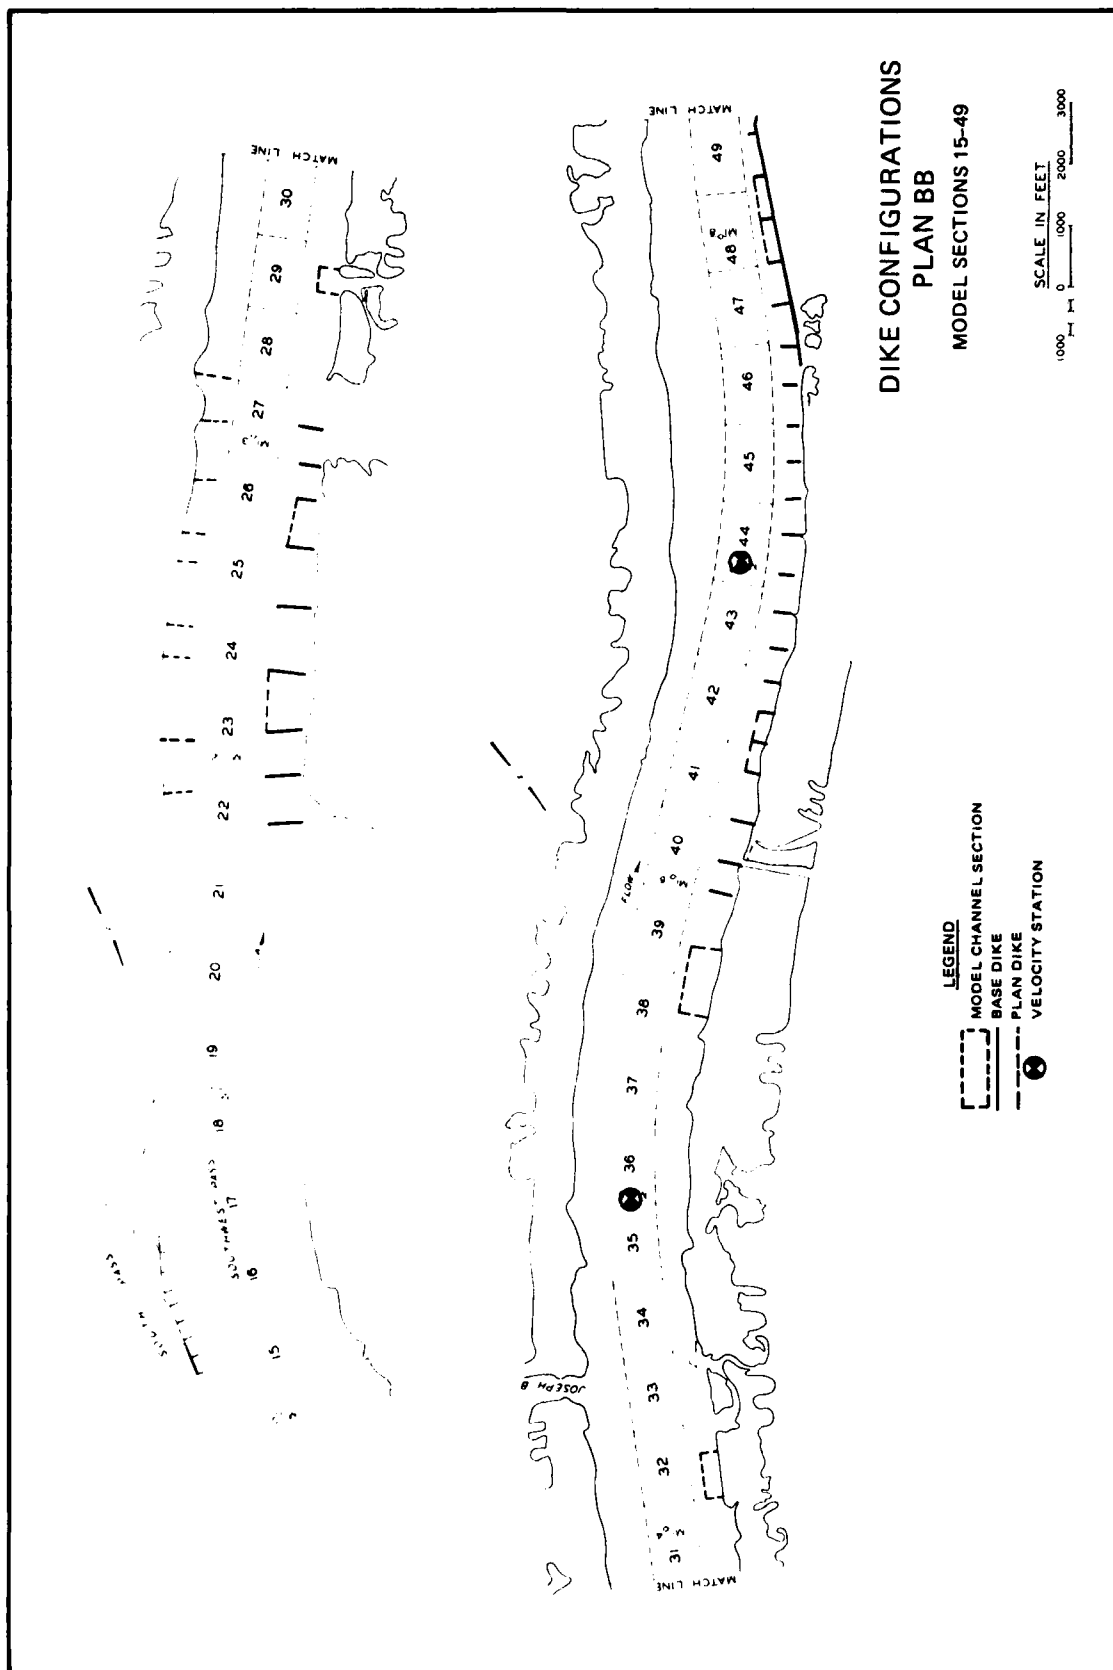 DIKE CONFIGURATIONS
PLAN BB
MODEL SECTIONS 15-49
SCALE IN FEET
1000 0 1000 2000 3000
LEGEND
MODEL CHANNEL SECTION
BASE DIKE
PLAN DIKE
VELOCITY STATION
SOUTH PASS
SOUTHWEST PASS
15
16
17
18
19
20
21
22
23
24
25
26
27
28
29
30
MATCH LINE
MATCH LINE
31
32
33
JOSEPH B
34
35
36
37
38
39
FLOW
40
41
42
43
44
45
46
47
48
49
MATCH LINE